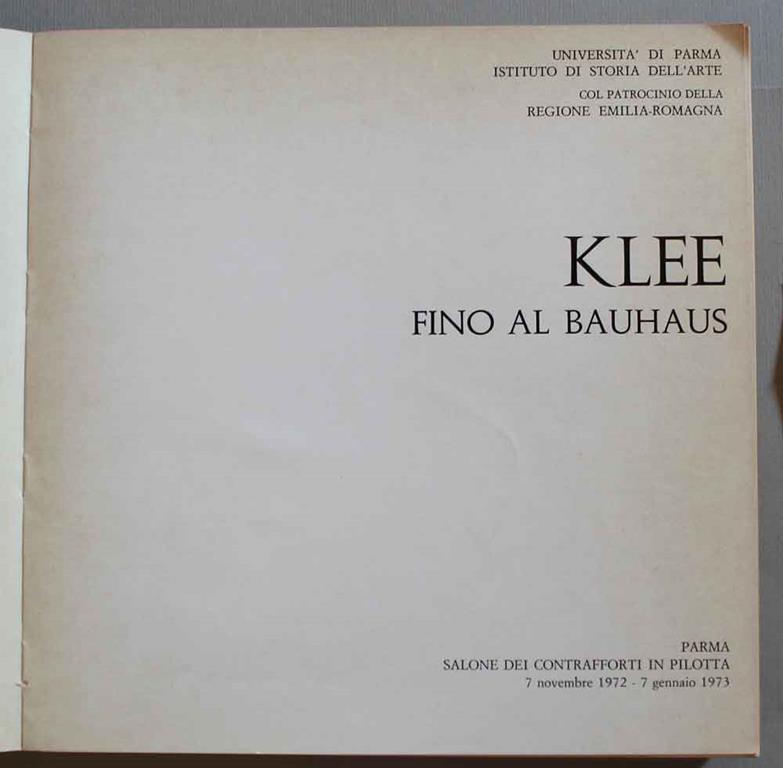 UNIVERSITA' DI PARMA
ISTITUTO DI STORIA DELL'ARTE
COL PATROCINIO DELLA
REGIONE EMILIA-ROMAGNA
KLEE
FINO AL BAUHAUS
PARMA
SALONE DEI CONTRAFFORTI IN PILOTTA
7 novembre 1972 - 7 gennaio 1973